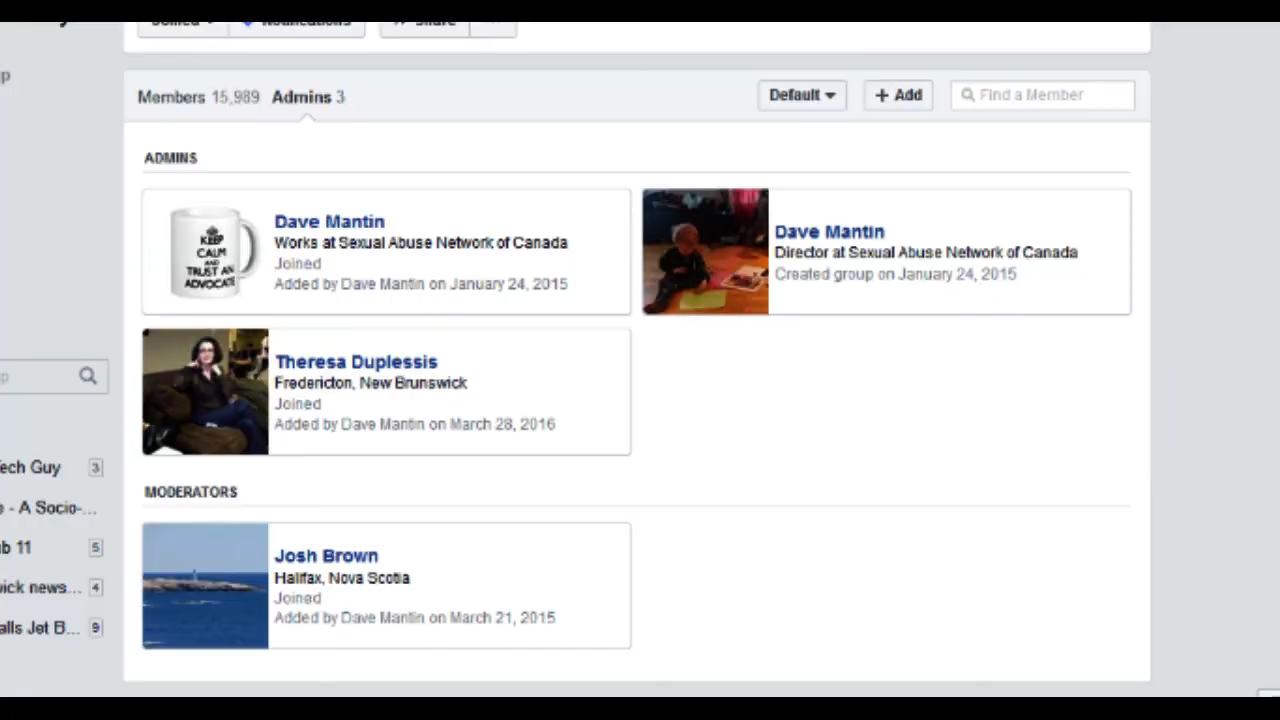 Joined
Notifications
Share
Members 15,989 Admins 3
Default
+ Add
Find a Member
ADMINS
KEEP
CALM
AND
TRUST AN
ADVOCATE
Dave Mantin
Works at Sexual Abuse Network of Canada
Joined
Added by Dave Mantin on January 24, 2015
Dave Mantin
Director at Sexual Abuse Network of Canada
Created group on January 24, 2015
Theresa Duplessis
Fredericton, New Brunswick
Joined
Added by Dave Mantin on March 28, 2016
MODERATORS
Josh Brown
Halifax, Nova Scotia
Joined
Added by Dave Mantin on March 21, 2015
p
p
ech Guy 3
e - A Socio-...
b 11 5
ick news... 4
alls Jet B... 9